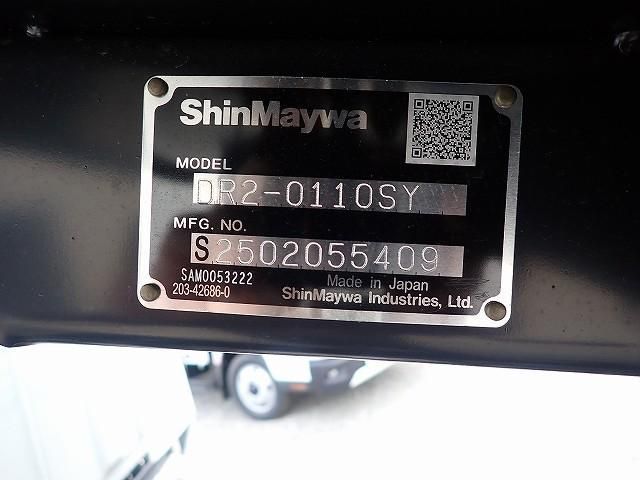 ShinMaywa
MODEL
DR2-0110SY
MFG. NO.
S2502055409
SAM0053222
203-42686-0
Made in Japan
ShinMaywa Industries, Ltd.